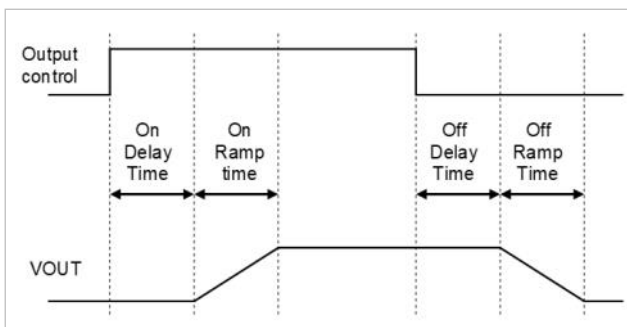 Output
control
On
Delay
Time
On
Ramp
time
Off
Delay
Time
Off
Ramp
Time
VOUT